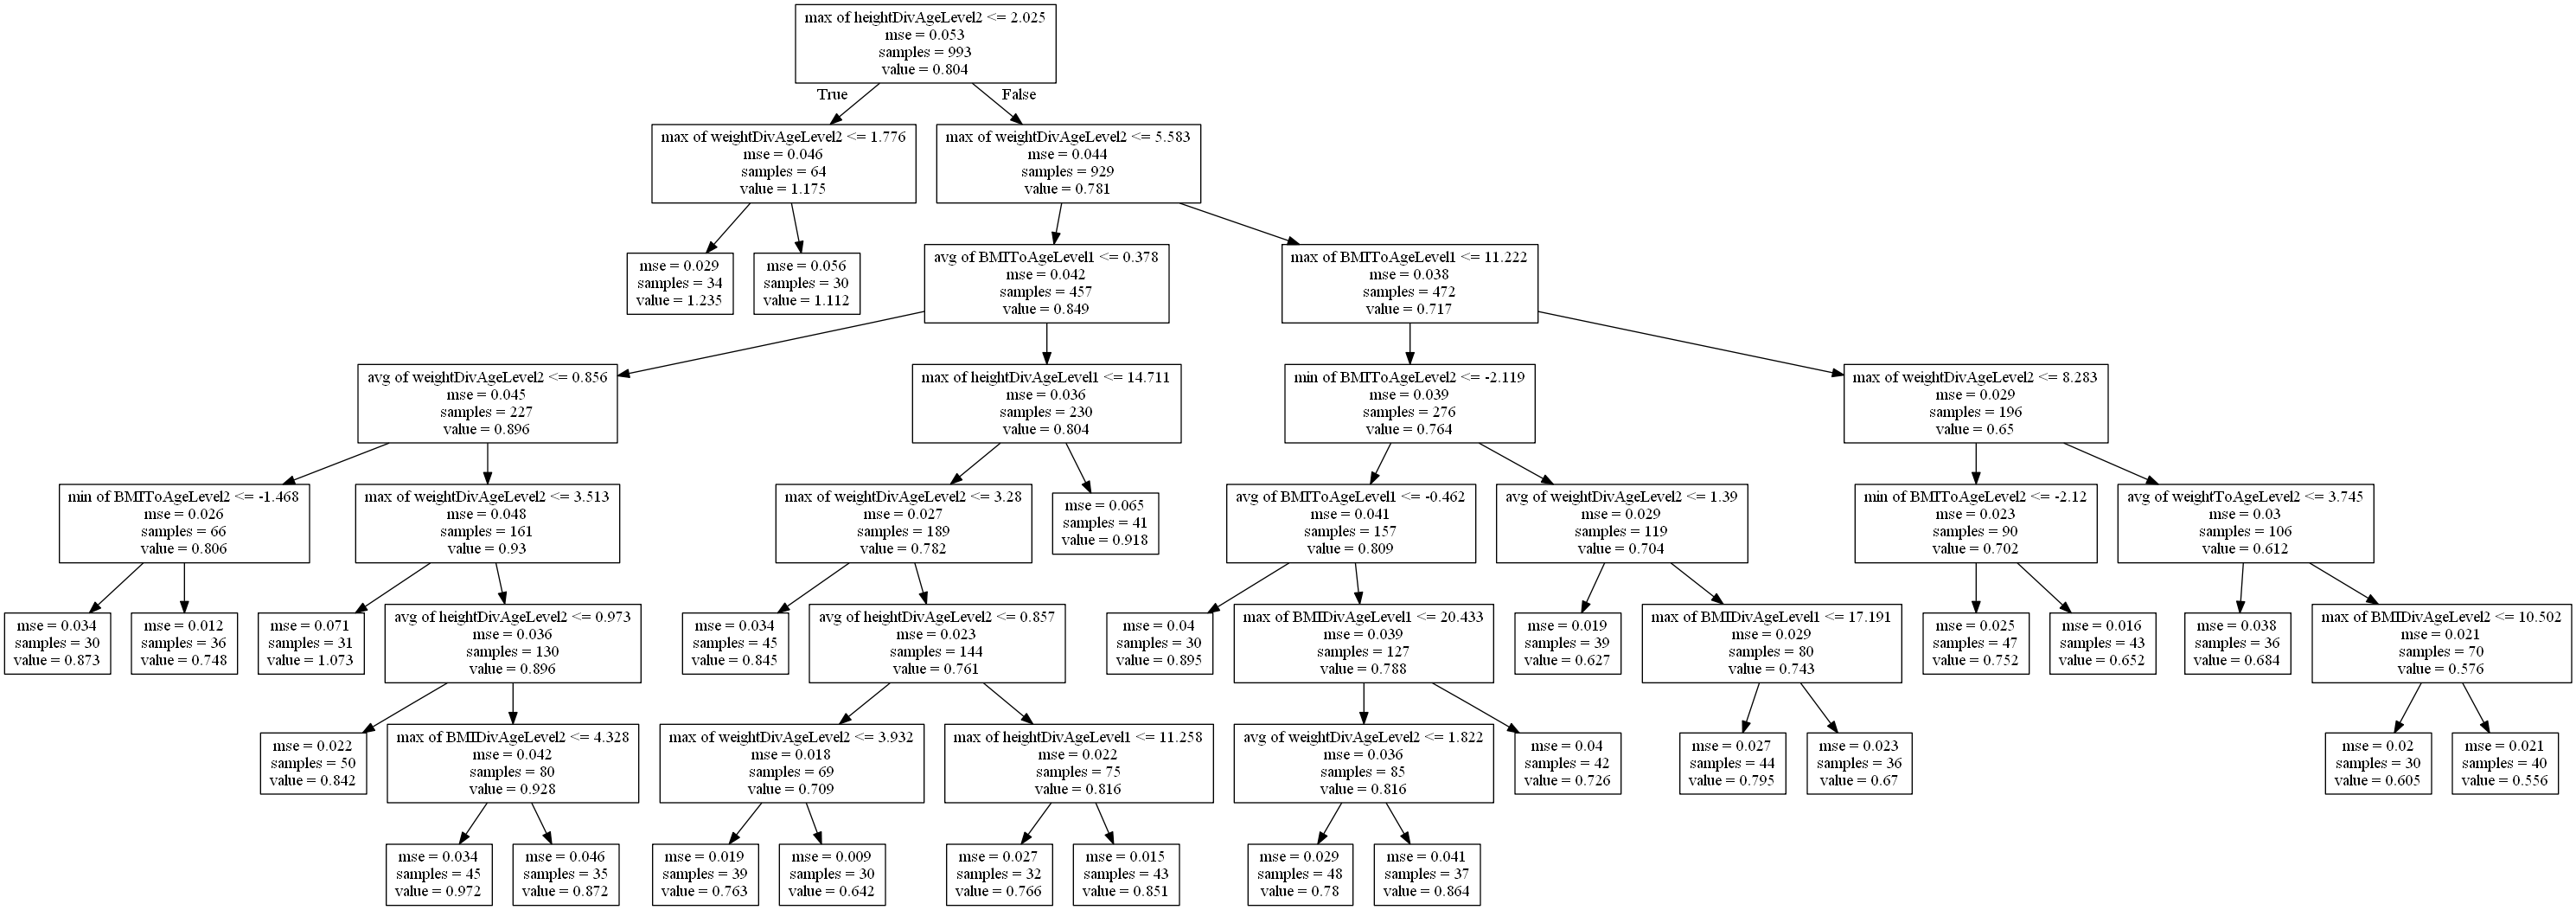 max of heightDivAgeLevel2 <= 2.025
mse = 0.053
samples = 993
value = 0.804
True
False
max of weightDivAgeLevel2 <= 1.776
mse = 0.046
samples = 64
value = 1.175
max of weightDivAgeLevel2 <= 5.583
mse = 0.044
samples = 929
value = 0.781
mse = 0.029
samples = 34
value = 1.235
mse = 0.056
samples = 30
value = 1.112
avg of BMIToAgeLevel1 <= 0.378
mse = 0.042
samples = 457
value = 0.849
max of BMIToAgeLevel1 <= 11.222
mse = 0.038
samples = 472
value = 0.717
avg of weightDivAgeLevel2 <= 0.856
mse = 0.045
samples = 227
value = 0.896
max of heightDivAgeLevel1 <= 14.711
mse = 0.036
samples = 230
value = 0.804
min of BMIToAgeLevel2 <= -2.119
mse = 0.039
samples = 276
value = 0.764
max of weightDivAgeLevel2 <= 8.283
mse = 0.029
samples = 196
value = 0.65
min of BMIToAgeLevel2 <= -1.468
mse = 0.026
samples = 66
value = 0.806
max of weightDivAgeLevel2 <= 3.513
mse = 0.048
samples = 161
value = 0.93
max of weightDivAgeLevel2 <= 3.28
mse = 0.027
samples = 189
value = 0.782
mse = 0.065
samples = 41
value = 0.918
avg of BMIToAgeLevel1 <= -0.462
mse = 0.041
samples = 157
value = 0.809
avg of weightDivAgeLevel2 <= 1.39
mse = 0.029
samples = 119
value = 0.704
min of BMIToAgeLevel2 <= -2.12
mse = 0.023
samples = 90
value = 0.702
avg of weightToAgeLevel2 <= 3.745
mse = 0.03
samples = 106
value = 0.612
mse = 0.034
samples = 30
value = 0.873
mse = 0.012
samples = 36
value = 0.748
mse = 0.071
samples = 31
value = 1.073
avg of heightDivAgeLevel2 <= 0.973
mse = 0.036
samples = 130
value = 0.896
mse = 0.034
samples = 45
value = 0.845
avg of heightDivAgeLevel2 <= 0.857
mse = 0.023
samples = 144
value = 0.761
mse = 0.04
samples = 30
value = 0.895
max of BMIDivAgeLevel1 <= 20.433
mse = 0.039
samples = 127
value = 0.788
mse = 0.019
samples = 39
value = 0.627
max of BMIDivAgeLevel1 <= 17.191
mse = 0.029
samples = 80
value = 0.743
mse = 0.025
samples = 47
value = 0.752
mse = 0.016
samples = 43
value = 0.652
mse = 0.038
samples = 36
value = 0.684
max of BMIDivAgeLevel2 <= 10.502
mse = 0.021
samples = 70
value = 0.576
mse = 0.022
samples = 50
value = 0.842
max of BMIDivAgeLevel2 <= 4.328
mse = 0.042
samples = 80
value = 0.928
max of weightDivAgeLevel2 <= 3.932
mse = 0.018
samples = 69
value = 0.709
max of heightDivAgeLevel1 <= 11.258
mse = 0.022
samples = 75
value = 0.816
avg of weightDivAgeLevel2 <= 1.822
mse = 0.036
samples = 85
value = 0.816
mse = 0.04
samples = 42
value = 0.726
mse = 0.027
samples = 44
value = 0.795
mse = 0.023
samples = 36
value = 0.67
mse = 0.02
samples = 30
value = 0.605
mse = 0.021
samples = 40
value = 0.556
mse = 0.034
samples = 45
value = 0.972
mse = 0.046
samples = 35
value = 0.872
mse = 0.019
samples = 39
value = 0.763
mse = 0.009
samples = 30
value = 0.642
mse = 0.027
samples = 32
value = 0.766
mse = 0.015
samples = 43
value = 0.851
mse = 0.029
samples = 48
value = 0.78
mse = 0.041
samples = 37
value = 0.864